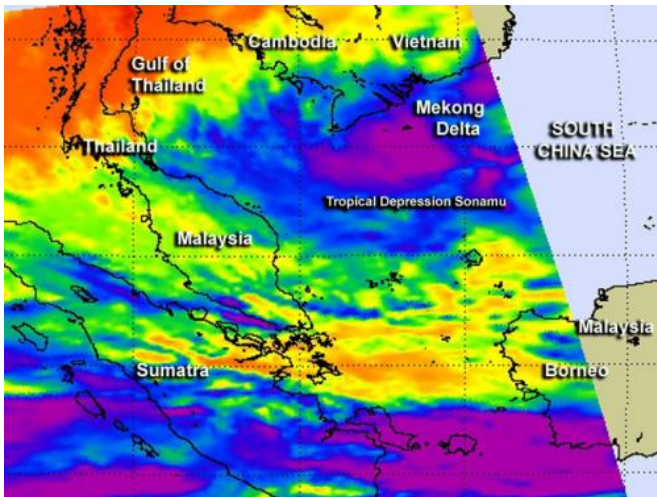 Cambodia
Vietnam
Gulf of
Thailand
Mekong
Delta
SOUTH
CHINA SEA
Thailand
Tropical Depression Sonamu
Malaysia
Malaysia
Sumatra
Borneo